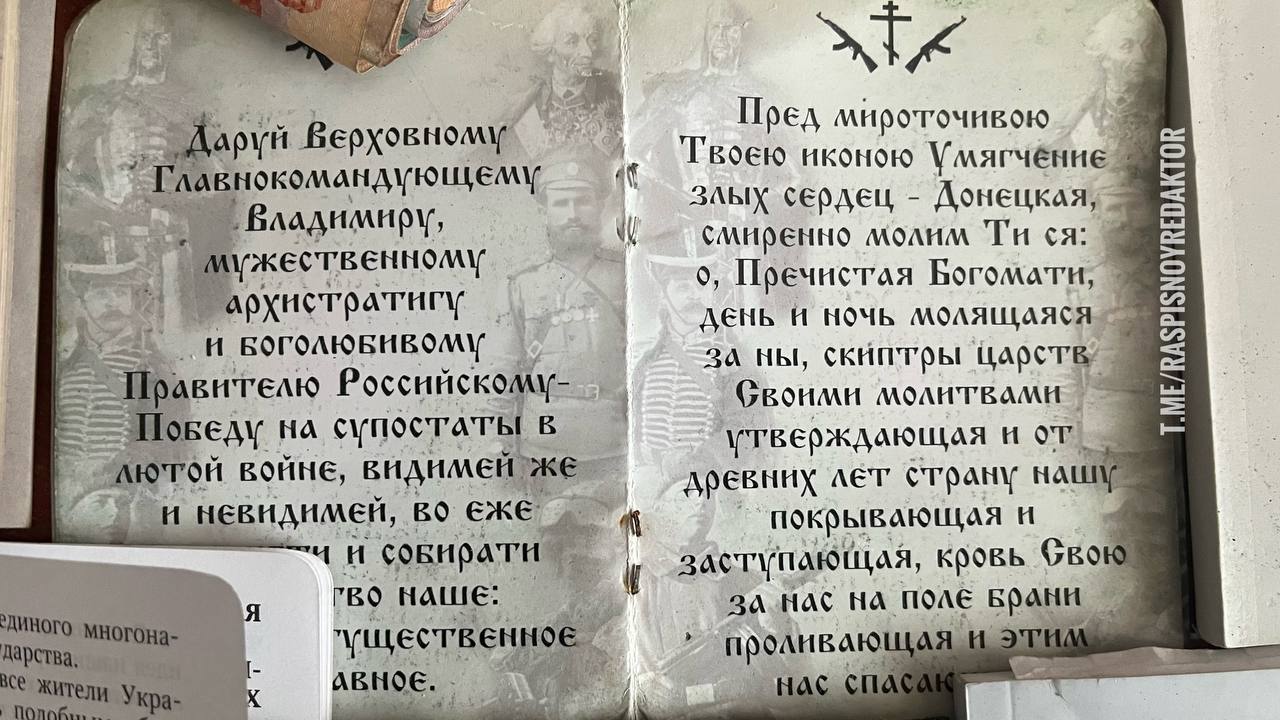 Даруй Верховному
Главнокомандующему
Владимиру,
мужественному
архистратигу
и боголюбивому
Правителю Российскому-
Победу на супостаты в
лютой войне, видимей же
и невидимей, во еже
и собирати
наше:
Пред мироточивою
Твоею иконою Умягчение
злых сердец - Донецкая,
смиренно молим Ти ся:
о, Пречистая Богомати,
день и ночь молящаяся
за ны, скиптры царств
Своими молитвами
утверждающая и от
древних лет страну нашу
покрывающая и
заступающая, кровь Свою
за нас на поле брани
проливающая и этим
нас
единого многона-
все жители Укра-
T.ME/RASPISNOYREDAKTOR